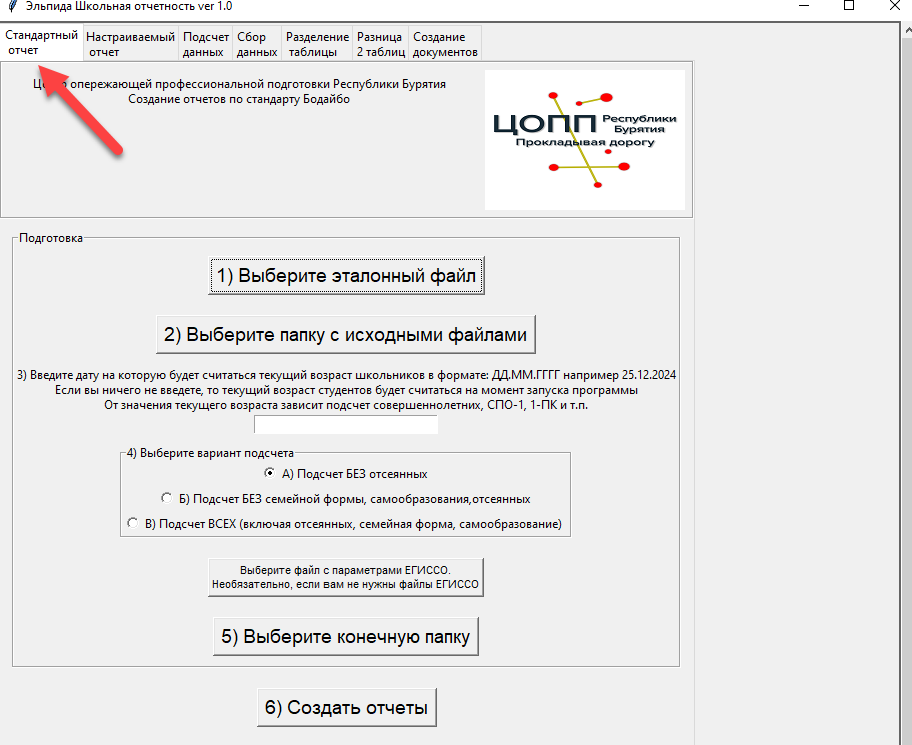 Эльпида Школьная отчетность ver 1.0
Стандартный отчет
Настраиваемый отчет
Подсчет данных
Сбор данных
Разделение таблицы
Разница 2 таблиц
Создание документов
опережающей профессиональной подготовки Республики Бурятия
Создание отчетов по стандарту Бодайбо
ЦОПП Республики Бурятия
Прокладывая дорогу
Подготовка
1) Выберите эталонный файл
2) Выберите папку с исходными файлами
3) Введите дату на которую будет считаться текущий возраст школьников в формате: ДД.ММ.ГГГГ например 25.12.2024
Если вы ничего не введете, то текущий возраст студентов будет считаться на момент запуска программы
От значения текущего возраста зависит подсчет совершеннолетних, СПО-1, 1-ПК и т.п.
4) Выберите вариант подсчета
А) Подсчет БЕЗ отсеянных
Б) Подсчет БЕЗ семейной формы, самообразования,отсеянных
В) Подсчет ВСЕХ (включая отсеянных, семейная форма, самообразование)
Выберите файл с параметрами ЕГИССО.
Необязательно, если вам не нужны файлы ЕГИССО
5) Выберите конечную папку
6) Создать отчеты